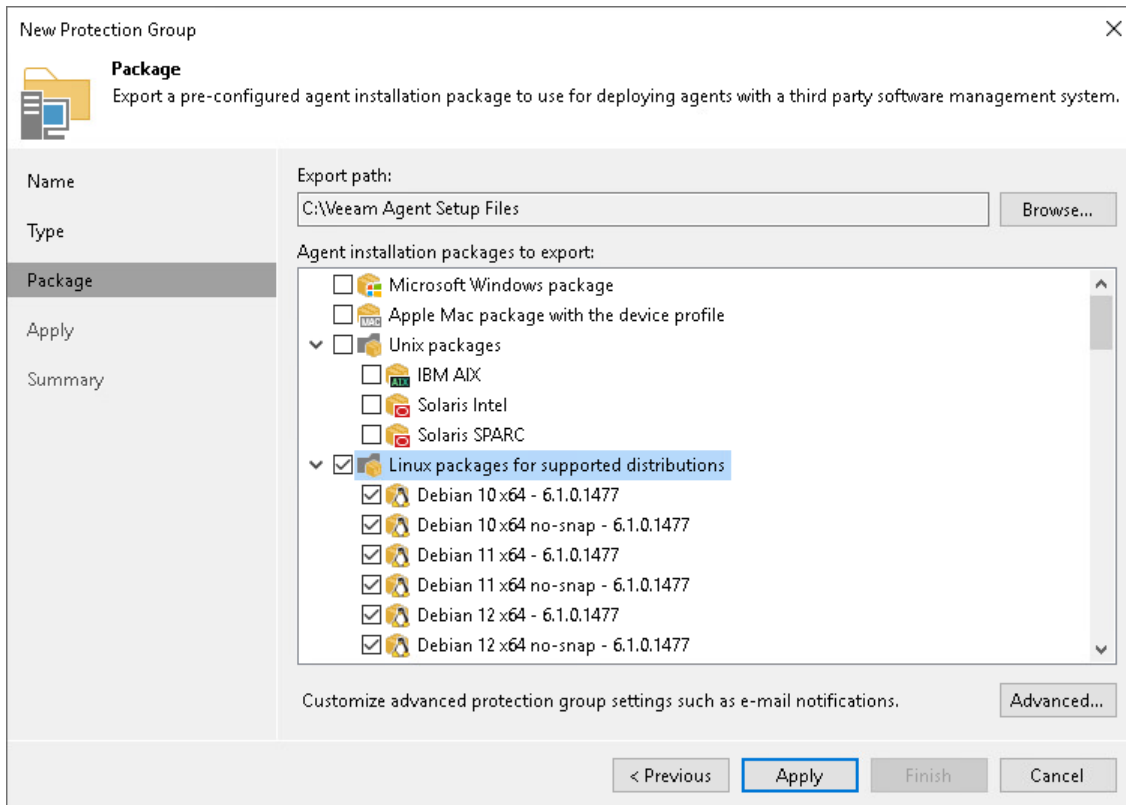 New Protection Group
Package
Export a pre-configured agent installation package to use for deploying agents with a third party software management system.
Name
Type
Package
Apply
Summary
Export path:
C:\Veeam Agent Setup Files
Browse...
Agent installation packages to export:
Microsoft Windows package
MAC
Apple Mac package with the device profile
Unix packages
AIX
IBM AIX
Solaris Intel
Solaris SPARC
Linux packages for supported distributions
Debian 10 x64 - 6.1.0.1477
Debian 10 x64 no-snap - 6.1.0.1477
Debian 11 x64 - 6.1.0.1477
Debian 11 x64 no-snap - 6.1.0.1477
Debian 12 x64 - 6.1.0.1477
Debian 12 x64 no-snap - 6.1.0.1477
Customize advanced protection group settings such as e-mail notifications.
Advanced...
< Previous
Apply
Finish
Cancel